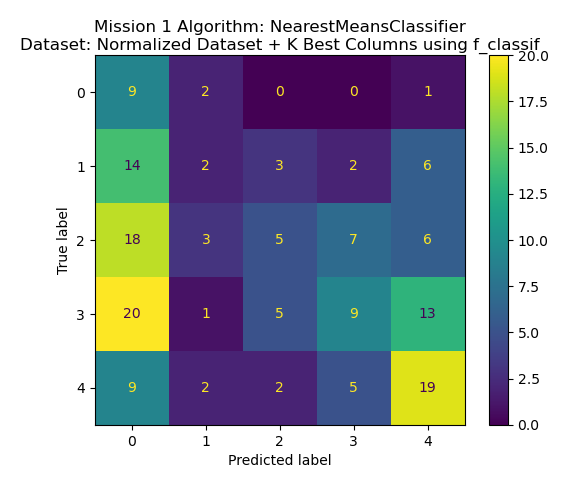 Mission 1 Algorithm: NearestMeansClassifier
Dataset: Normalized Dataset + K Best Columns using f_classif
True label
0 9 2 0 0 1
1 14 2 3 2 6
2 18 3 5 7 6
3 20 1 5 9 13
4 9 2 2 5 19
0 1 2 3 4
Predicted label
20.0
17.5
15.0
12.5
10.0
7.5
5.0
2.5
0.0